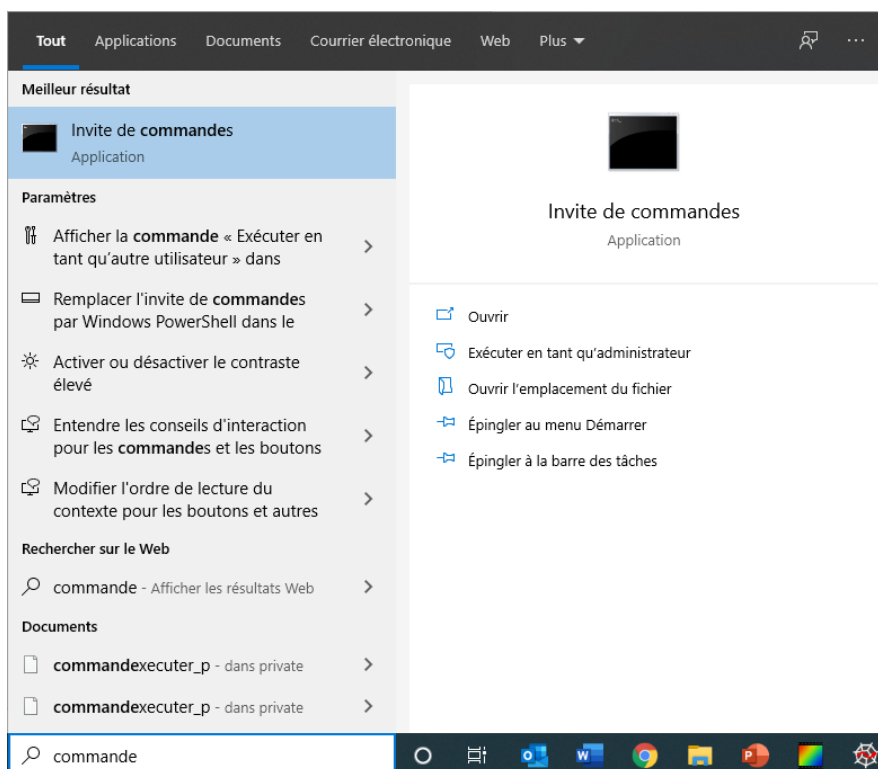 Tout Applications Documents Courrier électronique Web Plus
Meilleur résultat
Invite de commandes
Application
Paramètres
Afficher la commande « Exécuter en
tant qu'autre utilisateur » dans
Remplacer l'invite de commandes
par Windows PowerShell dans le
Activer ou désactiver le contraste
élevé
Entendre les conseils d'interaction
pour les commandes et les boutons
Modifier l'ordre de lecture du
contexte pour les boutons et autres
Rechercher sur le Web
commande - Afficher les résultats Web
Documents
commandexecuter_p - dans private
commandexecuter_p - dans private
commande
Invite de commandes
Application
Ouvrir
Exécuter en tant qu'administrateur
Ouvrir l'emplacement du fichier
Épingler au menu Démarrer
Épingler à la barre des tâches